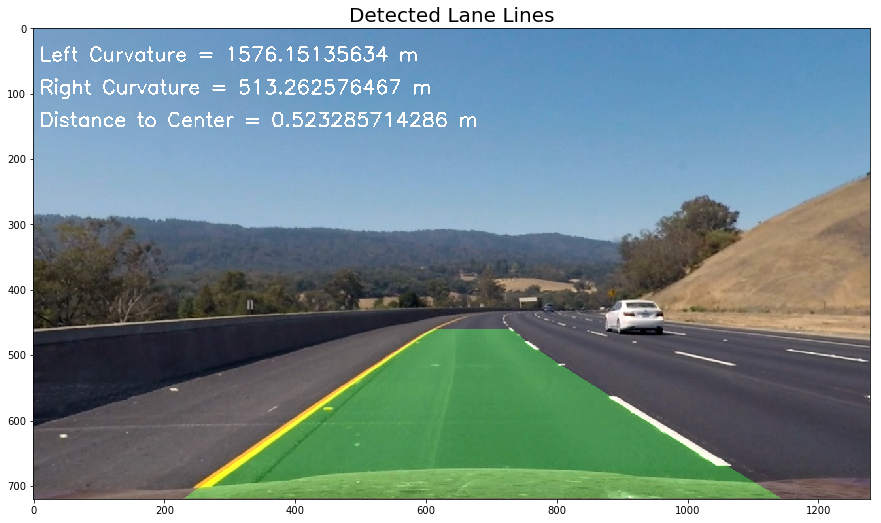 Detected Lane Lines
Left Curvature = 1576.15135634 m
Right Curvature = 513.262576467 m
Distance to Center = 0.523285714286 m
0
100
200
300
400
500
600
700
0 200 400 600 800 1000 1200